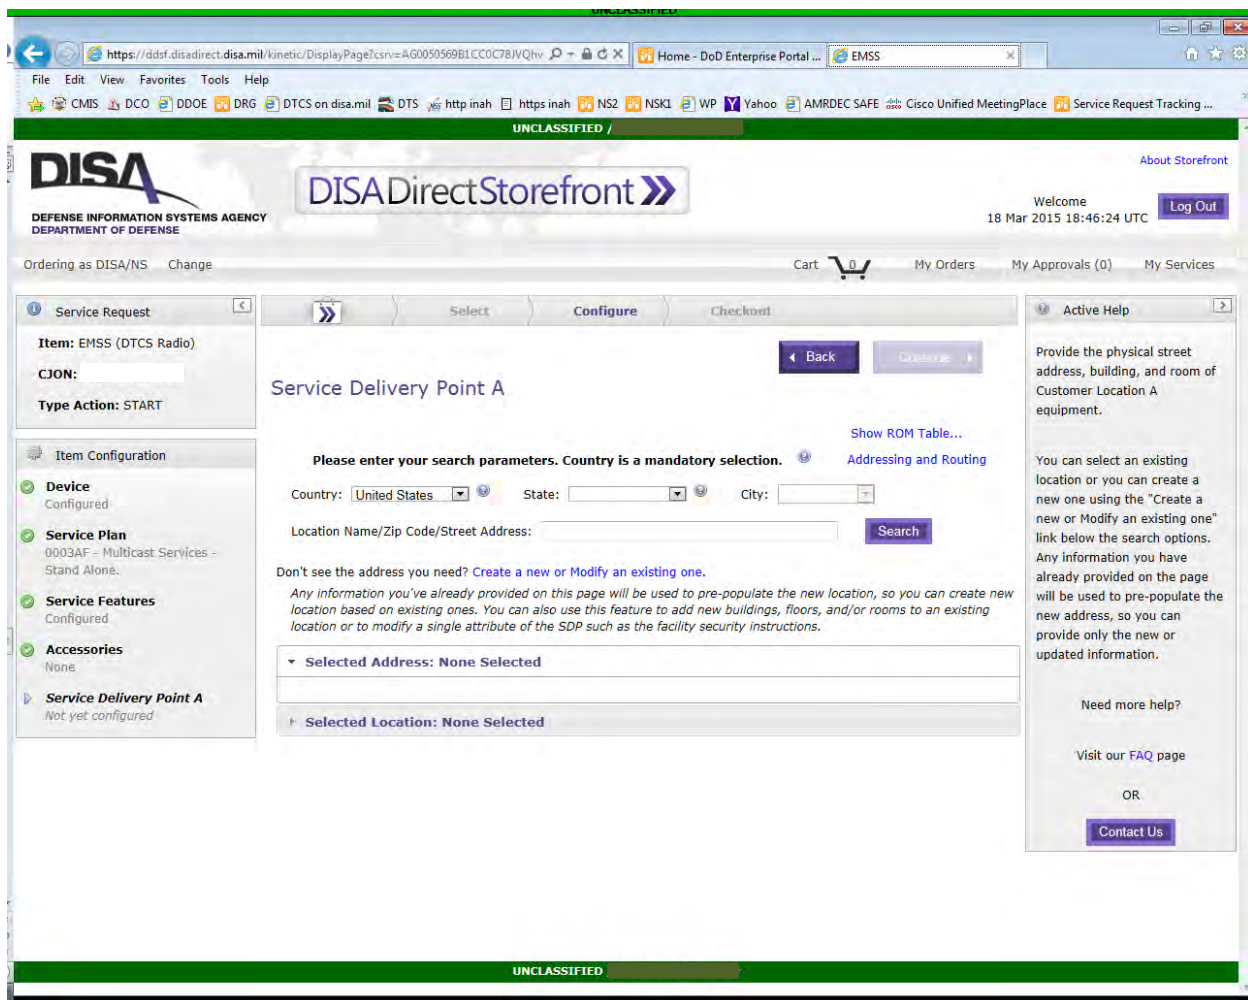 UNCLASSIFIED
https://ddsf.disadirect.disa.mil/kinetic/DisplayPage?csrv=AG0050569B1CC0C78JVQhv
Home - DoD Enterprise Portal ...
EMSS
File Edit View Favorites Tools Help
CMIS DCO DDOE DRG DTCS on disa.mil DTS http inah https inah NS2 NSK1 WP Yahoo AMRDEC SAFE Cisco Unified MeetingPlace Service Request Tracking ...
UNCLASSIFIED /
DISA
DEFENSE INFORMATION SYSTEMS AGENCY
DEPARTMENT OF DEFENSE
DISADirectStorefront
About Storefront
Welcome
18 Mar 2015 18:46:24 UTC
Log Out
Ordering as DISA/NS Change
Cart 0 My Orders My Approvals (0) My Services
Service Request
Item: EMSS (DTCS Radio)
CJON:
Type Action: START
Item Configuration
Device
Configured
Service Plan
0003AF - Multicast Services -
Stand Alone.
Service Features
Configured
Accessories
None
Service Delivery Point A
Not yet configured
Select Configure Checkout
Back Continue
Service Delivery Point A
Show ROM Table...
Please enter your search parameters. Country is a mandatory selection.
Addressing and Routing
Country: United States State: City:
Location Name/Zip Code/Street Address: Search
Don't see the address you need? Create a new or Modify an existing one.
Any information you've already provided on this page will be used to pre-populate the new location, so you can create new
location based on existing ones. You can also use this feature to add new buildings, floors, and/or rooms to an existing
location or to modify a single attribute of the SDP such as the facility security instructions.
Selected Address: None Selected
Selected Location: None Selected
Active Help
Provide the physical street
address, building, and room of
Customer Location A
equipment.
You can select an existing
location or you can create a
new one using the "Create a
new or Modify an existing one"
link below the search options.
Any information you have
already provided on the page
will be used to pre-populate the
new address, so you can
provide only the new or
updated information.
Need more help?
Visit our FAQ page
OR
Contact Us
UNCLASSIFIED